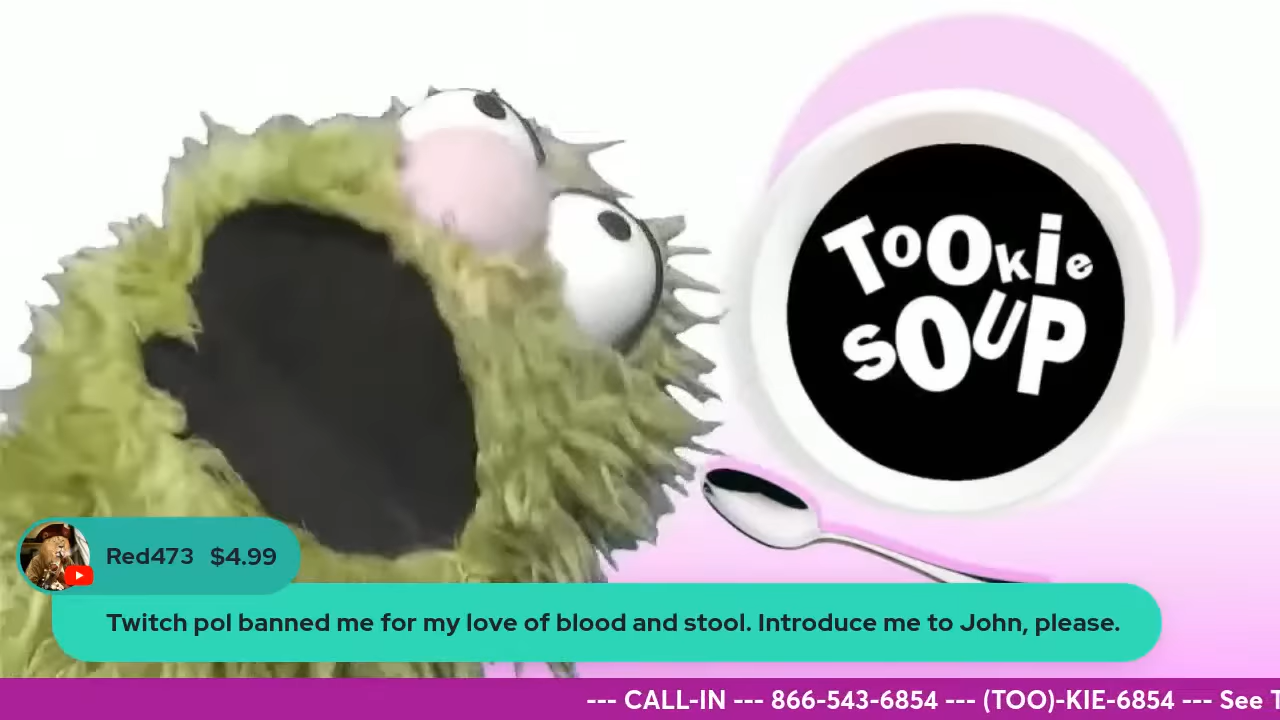 TOOkie
SOUP
Red473 $4.99
Twitch pol banned me for my love of blood and stool. Introduce me to John, please.
--- CALL-IN --- 866-543-6854 --- (TOO)-KIE-6854 --- See T